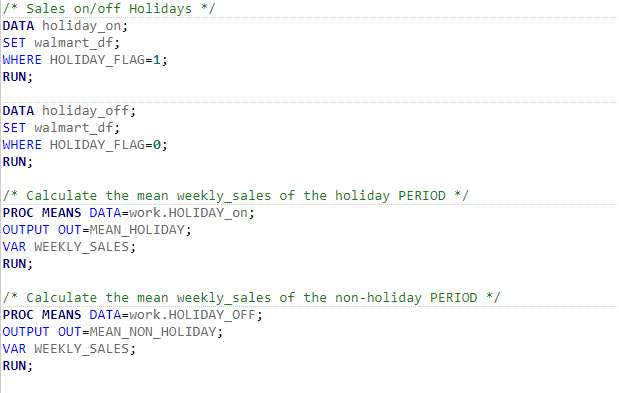 /* Sales on/off Holidays */
DATA holiday_on;
SET walmart_df;
WHERE HOLIDAY_FLAG=1;
RUN;
DATA holiday_off;
SET walmart_df;
WHERE HOLIDAY_FLAG=0;
RUN;
/* Calculate the mean weekly_sales of the holiday PERIOD */
PROC MEANS DATA=work.HOLIDAY_on;
OUTPUT OUT=MEAN_HOLIDAY;
VAR WEEKLY_SALES;
RUN;
/* Calculate the mean weekly_sales of the non-holiday PERIOD */
PROC MEANS DATA=work.HOLIDAY_OFF;
OUTPUT OUT=MEAN_NON_HOLIDAY;
VAR WEEKLY_SALES;
RUN;